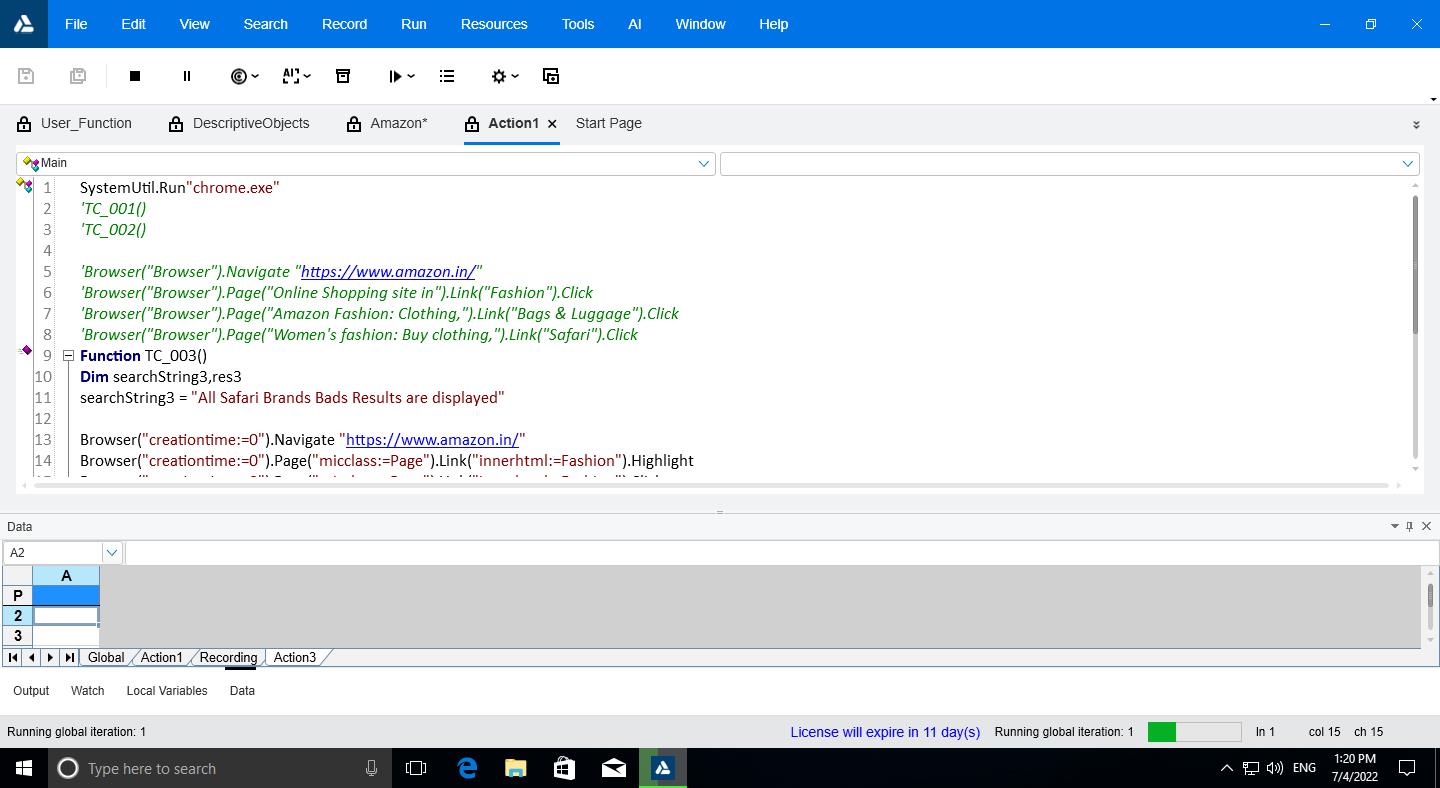 File Edit View Search Record Run Resources Tools AI Window Help
User_Function DescriptiveObjects Amazon* Action1 Start Page
Main
1 SystemUtil.Run"chrome.exe"
2 'TC_001()
3 'TC_002()
4
5 'Browser("Browser").Navigate "https://www.amazon.in/"
6 'Browser("Browser").Page("Online Shopping site in").Link("Fashion").Click
7 'Browser("Browser").Page("Amazon Fashion: Clothing,").Link("Bags & Luggage").Click
8 'Browser("Browser").Page("Women's fashion: Buy clothing,").Link("Safari").Click
9 Function TC_003()
10 Dim searchString3,res3
11 searchString3 = "All Safari Brands Bads Results are displayed"
12
13 Browser("creationtime:=0").Navigate "https://www.amazon.in/"
14 Browser("creationtime:=0").Page("micclass:=Page").Link("innerhtml:=Fashion").Highlight
Data
A2
A
P
2
3
Global Action1 Recording Action3
Output Watch Local Variables Data
Running global iteration: 1 License will expire in 11 day(s) Running global iteration: 1 ln 1 col 15 ch 15
Type here to search ENG 1:20 PM
7/4/2022